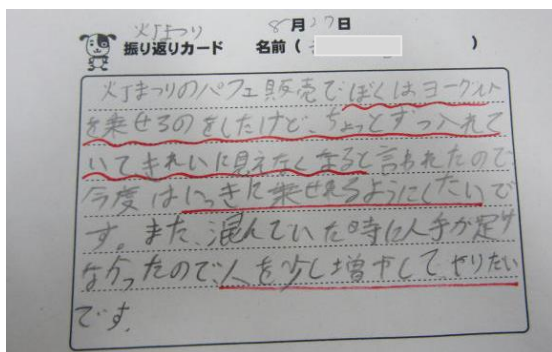 火灯まつり 8月27日
振り返りカード 名前( )
火灯まつりのパフェ販売でぼくはヨーグルト
を乗せるのをしたけど、ちょっとずつ入れて
いてきれいに見えなくなると言われたので
今度はいっきに乗せれるようにしたいで
す。また、混んでいた時に人手が足り
なかったので人を少し増やしてやりたい
です。